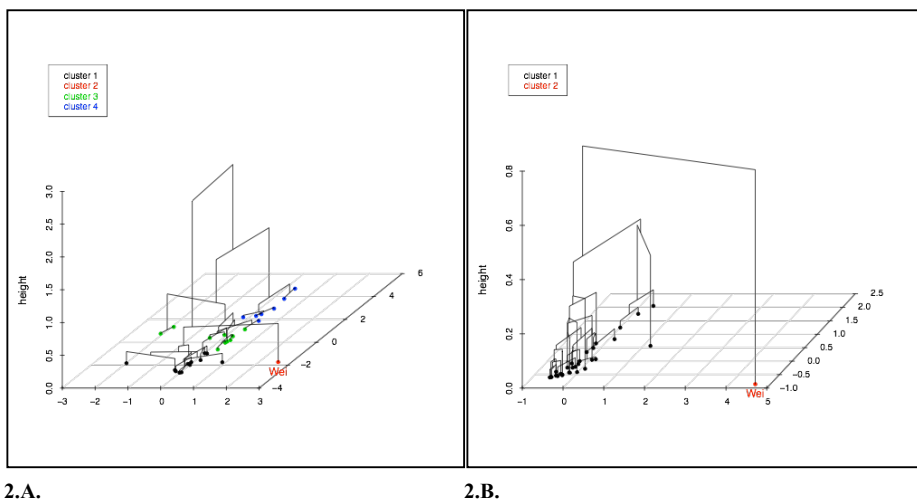 cluster 1
cluster 2
cluster 3
cluster 4
height
3.0
2.5
2.0
1.5
1.0
0.5
0.0
-3 -2 -1 0 1 2 3
-4
-2
0
2
4
6
Wei
cluster 1
cluster 2
height
0.8
0.6
0.4
0.2
0.0
-1 0 1 2 3 4 5
-1.0
-0.5
0.0
0.5
1.0
1.5
2.0
2.5
Wei
2.A. 2.B.